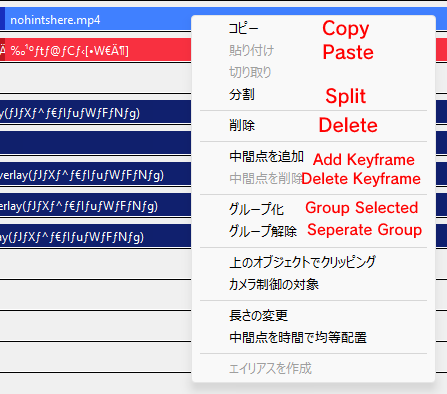 nohintshere.mp4
‰¹ºƒtƒ@ƒCƒ‹[•W€Ä¶]
コピー Copy
貼り付け Paste
切り取り
分割 Split
削除 Delete
中間点を追加 Add Keyframe
中間点を削除 Delete Keyframe
グループ化 Group Selected
グループ解除 Seperate Group
上のオブジェクトでクリッピング
カメラ制御の対象
長さの変更
中間点を時間で均等配置
エイリアスを作成
ay(ƒJƒXƒ^ƒ€ƒIƒuƒWƒFƒNƒg)
verlay(ƒJƒXƒ^ƒ€ƒIƒuƒWƒFƒNƒg)
erlay(ƒJƒXƒ^ƒ€ƒIƒuƒWƒFƒNƒg)
ay(ƒJƒXƒ^ƒ€ƒIƒuƒWƒFƒNƒg)